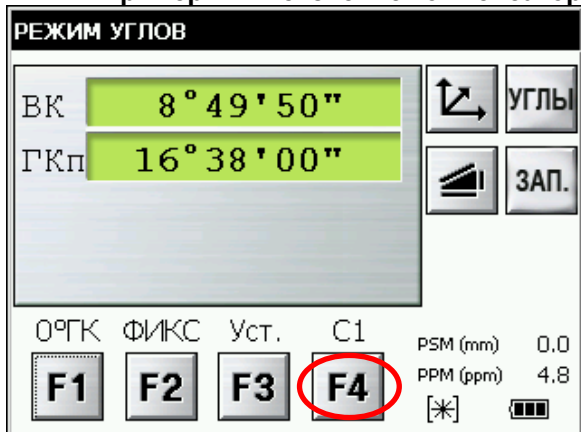 РЕЖИМ УГЛОВ
ВК 8°49'50"
УГЛЫ
ГКп 16°38'00"
ЗАП.
0°ГК ФИКС Уст. C1
F1 F2 F3 F4
PSM (mm) 0.0
PPM (ppm) 4.8
[*]